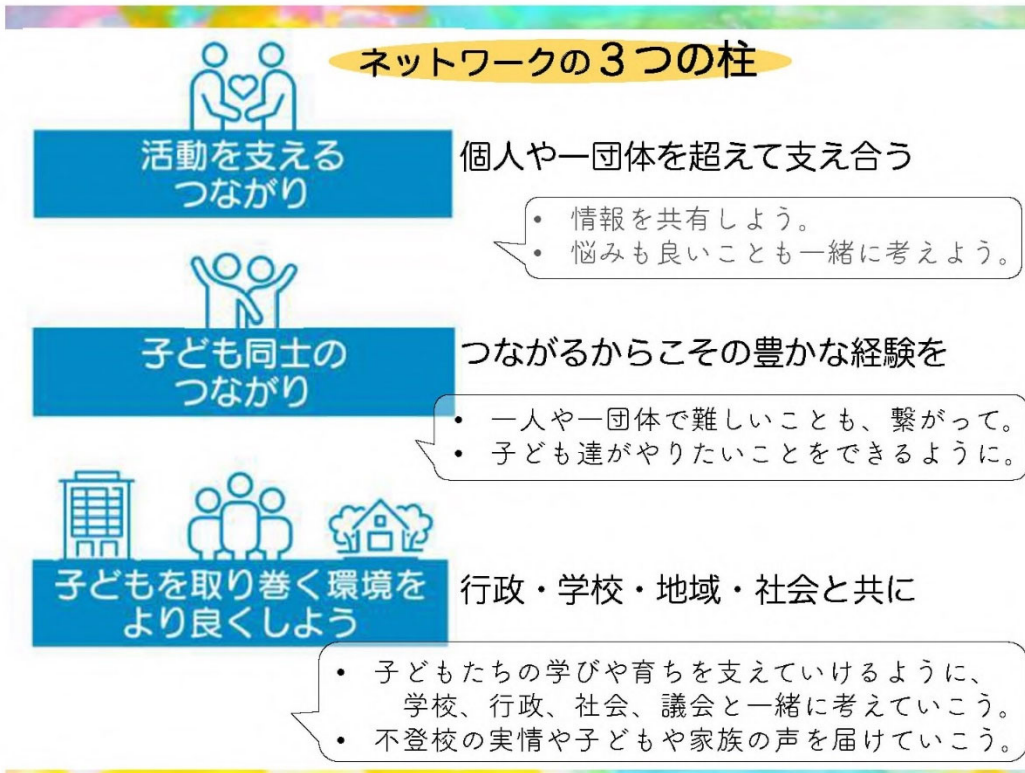 ネットワークの3つの柱
活動を支える
つながり
個人や一団体を超えて支え合う
• 情報を共有しよう。
• 悩みも良いことも一緒に考えよう。
子ども同士の
つながり
つながるからこその豊かな経験を
• 一人や一団体で難しいことも、繋がって。
• 子ども達がやりたいことをできるように。
子どもを取り巻く環境を
より良くしよう
行政・学校・地域・社会と共に
• 子どもたちの学びや育ちを支えていけるように、
学校、行政、社会、議会と一緒に考えていこう。
• 不登校の実情や子どもや家族の声を届けていこう。